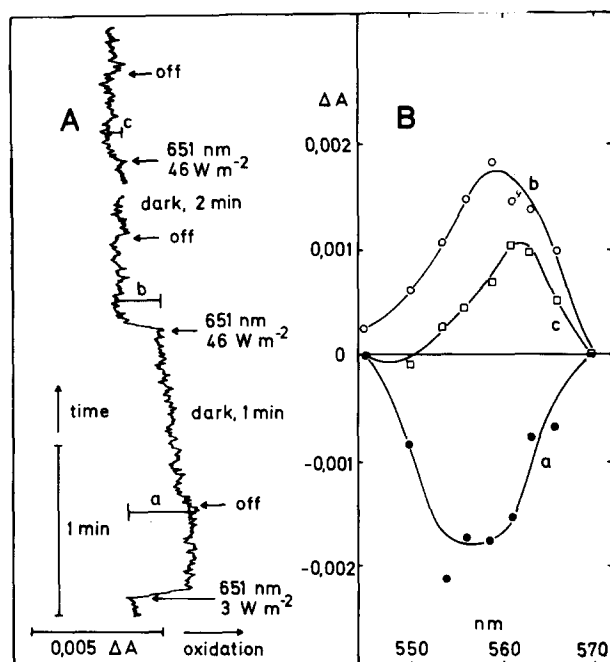 A
off
c
651 nm
46 W m-2
dark, 2 min
off
b
651 nm
46 W m-2
time
dark, 1 min
a
off
1 min
651 nm
3 W m-2
0,005 ΔA
oxidation
B
ΔA
0,002
b
0,001
c
0
-0,001
a
-0,002
nm
550
560
570